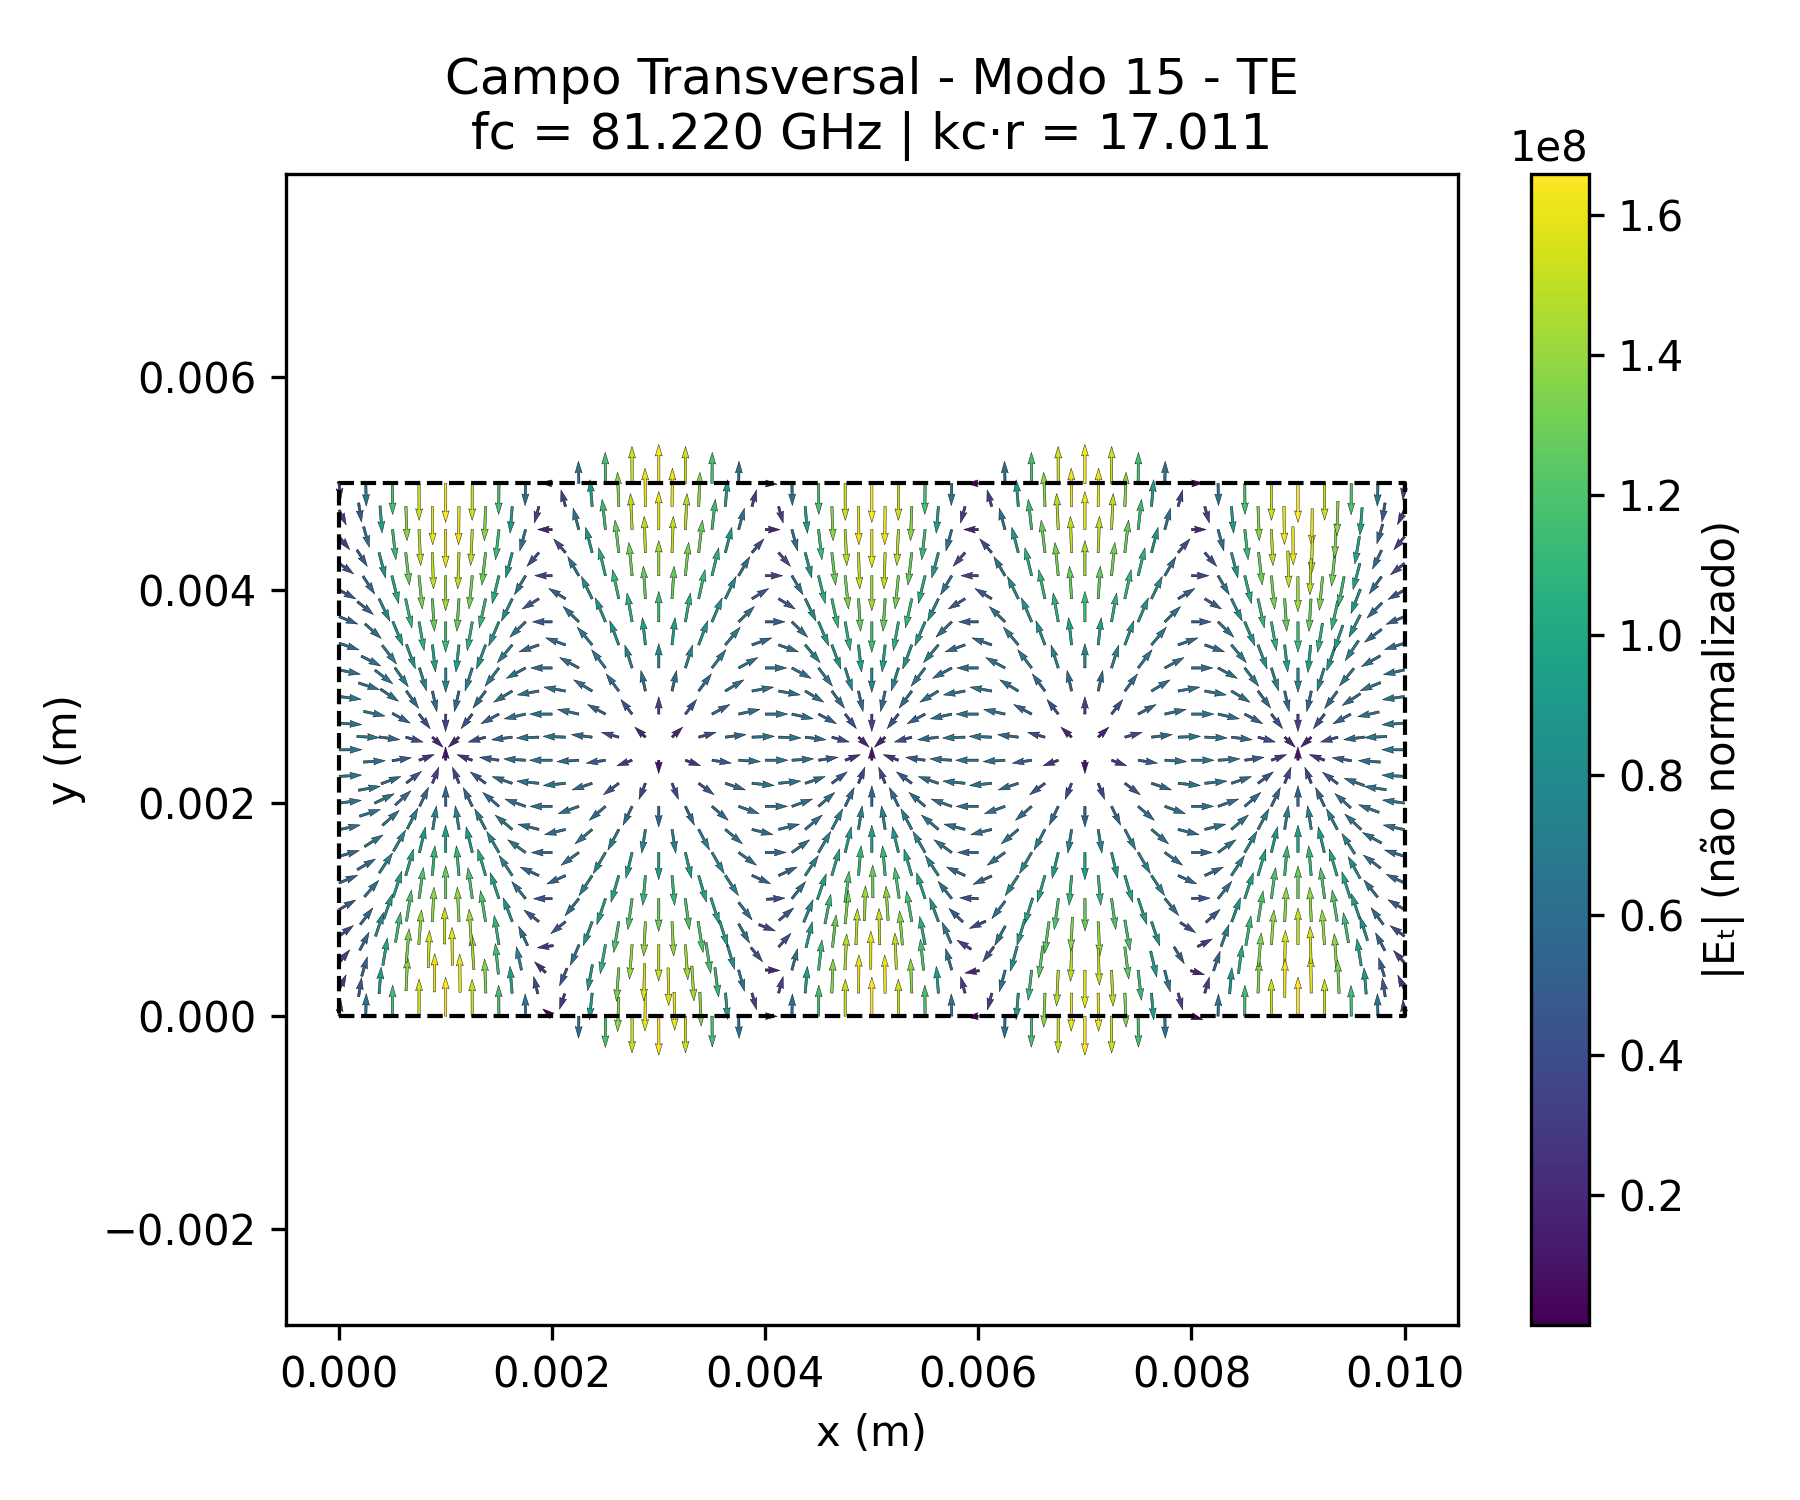 Campo Transversal - Modo 15 - TE
fc = 81.220 GHz | kc·r = 17.011
1e8
y (m)
0.006
0.004
0.002
0.000
−0.002
0.000 0.002 0.004 0.006 0.008 0.010
x (m)
1.6
1.4
1.2
1.0
0.8
0.6
0.4
0.2
|Eₜ| (não normalizado)